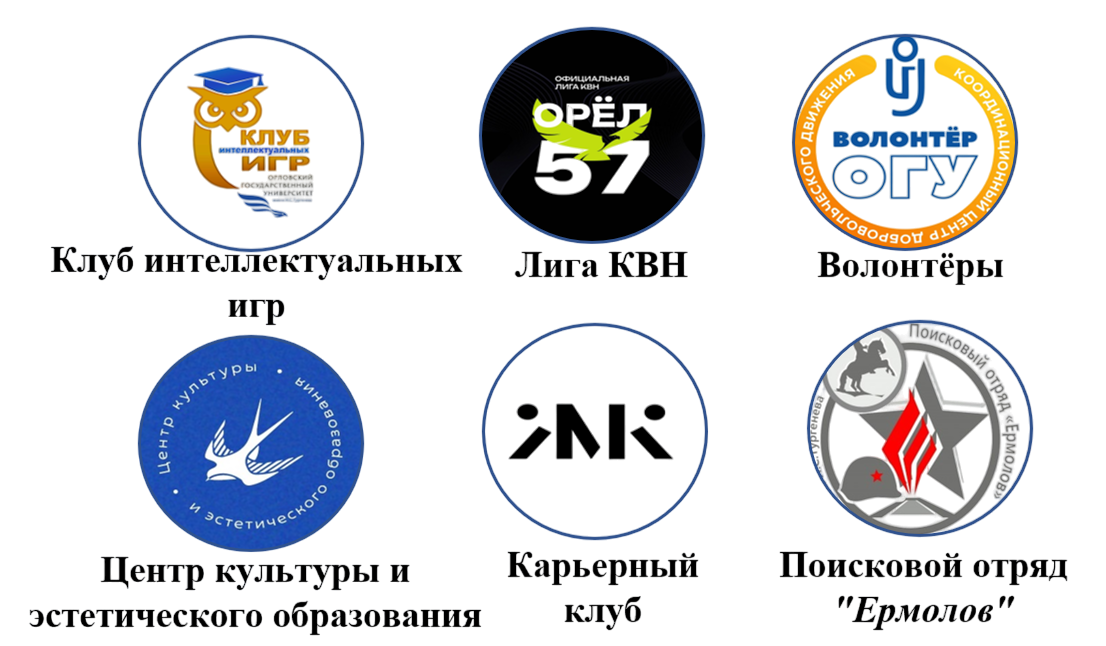 КЛУБ
интеллектуальных
ИГР
ОРЛОВСКИЙ
ГОСУДАРСТВЕННЫЙ
УНИВЕРСИТЕТ
Клуб интеллектуальных
игр
ОФИЦИАЛЬНАЯ
ЛИГА КВН
ОРЁЛ
57
Лига КВН
КООРДИНАЦИОННЫЙ ЦЕНТР ДОБРОВОЛЬЧЕСКОГО ДВИЖЕНИЯ
ВОЛОНТЁР
ОГУ
Волонтёры
Центр культуры
и эстетического образования
Центр культуры и
эстетического образования
Карьерный
клуб
Поисковый отряд «Ермолов»
Тургенева
Поисковой отряд
"Ермолов"